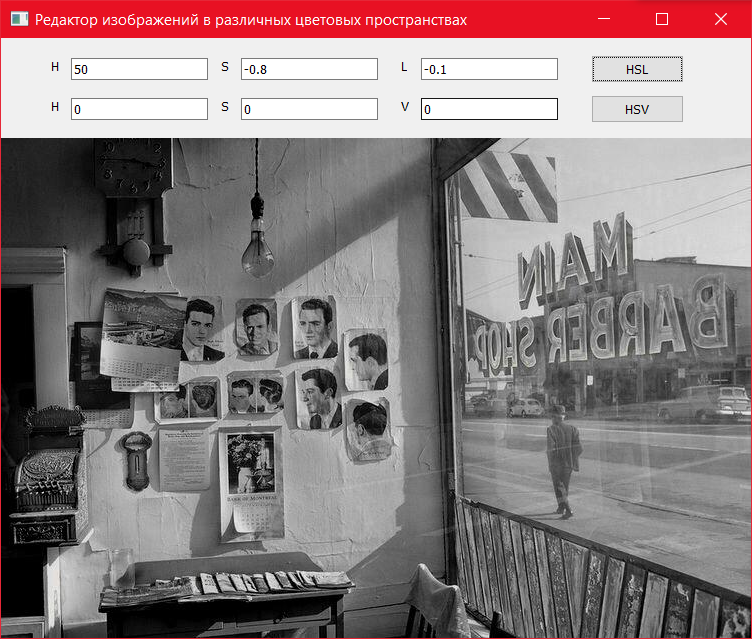 Редактор изображений в различных цветовых пространствах
H 50 S -0.8 L -0.1 HSL
H 0 S 0 V 0 HSV
MAIN
BARBER SHOP
BANK OF MONTREAL